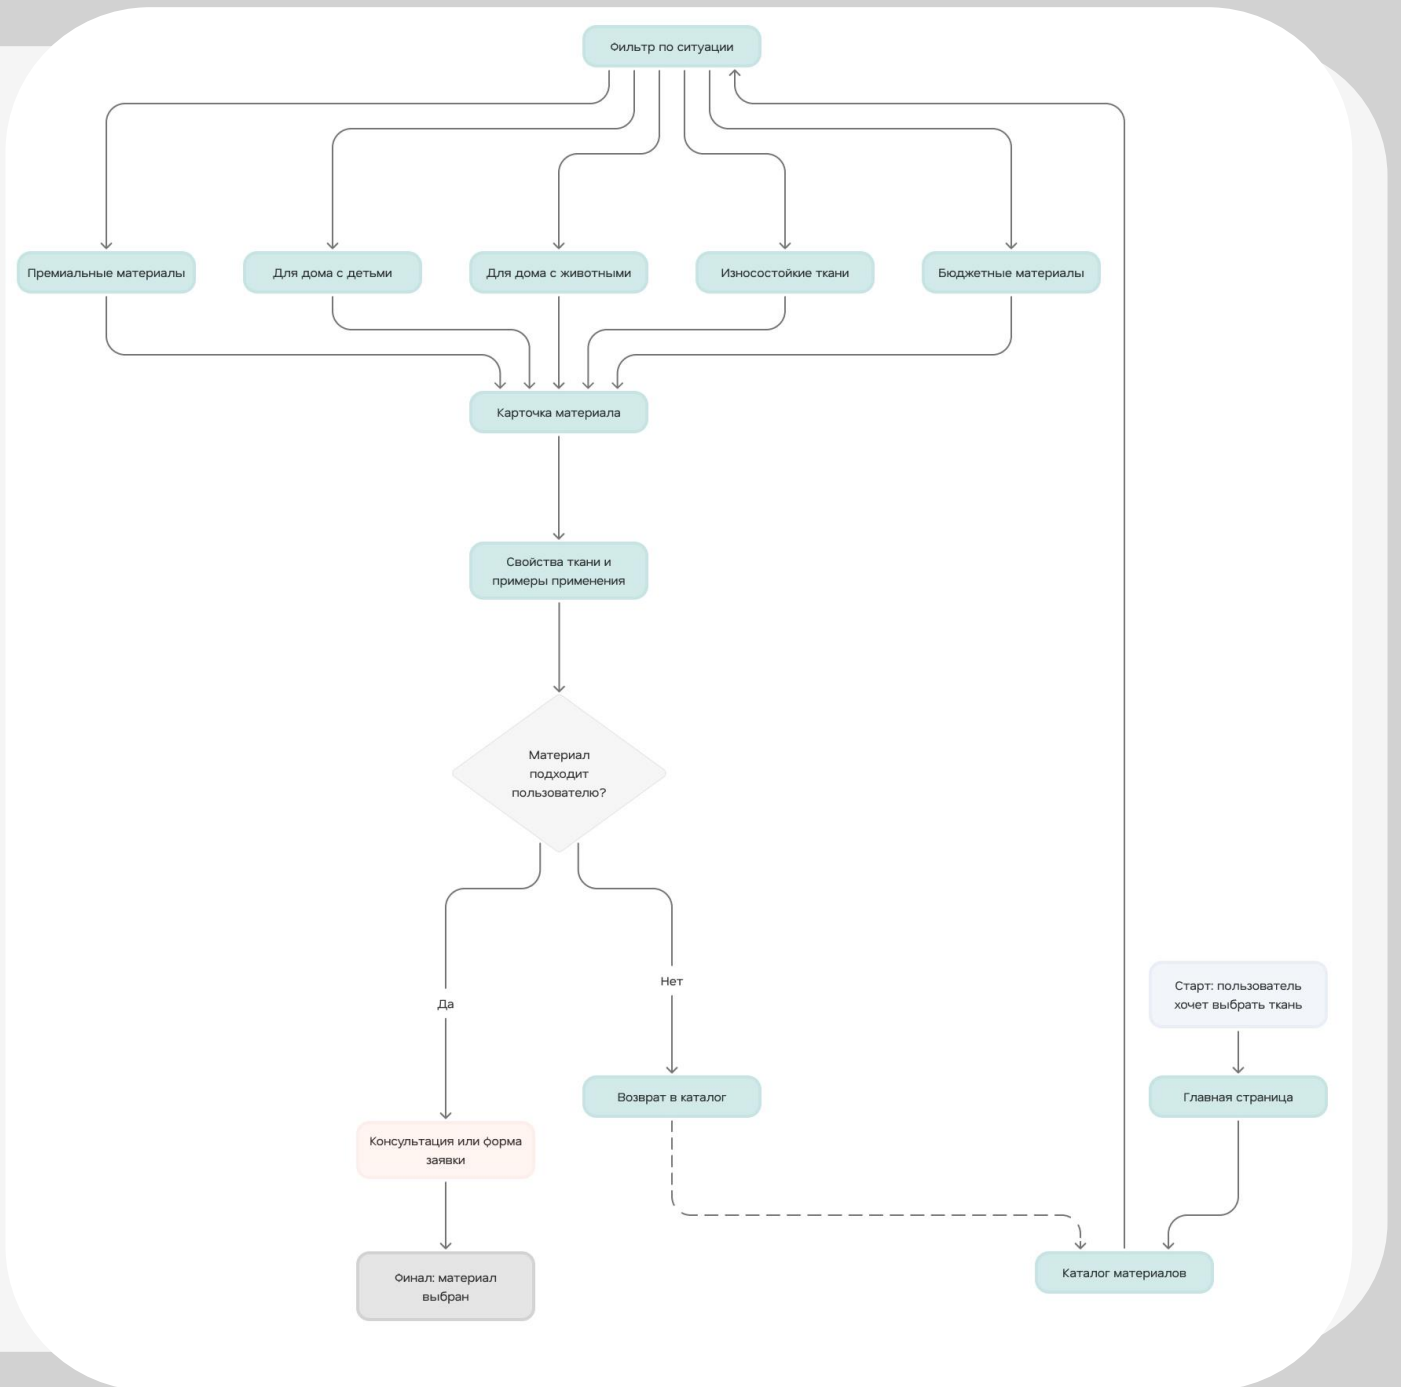 Фильтр по ситуации
Премиальные материалы
Для дома с детьми
Для дома с животными
Износостойкие ткани
Бюджетные материалы
Карточка материала
Свойства ткани и
примеры применения
Материал
подходит
пользователю?
Нет
Да
Старт: пользователь
хочет выбрать ткань
Возврат в каталог
Главная страница
Консультация или форма
заявки
Финал: материал
выбран
Каталог материалов